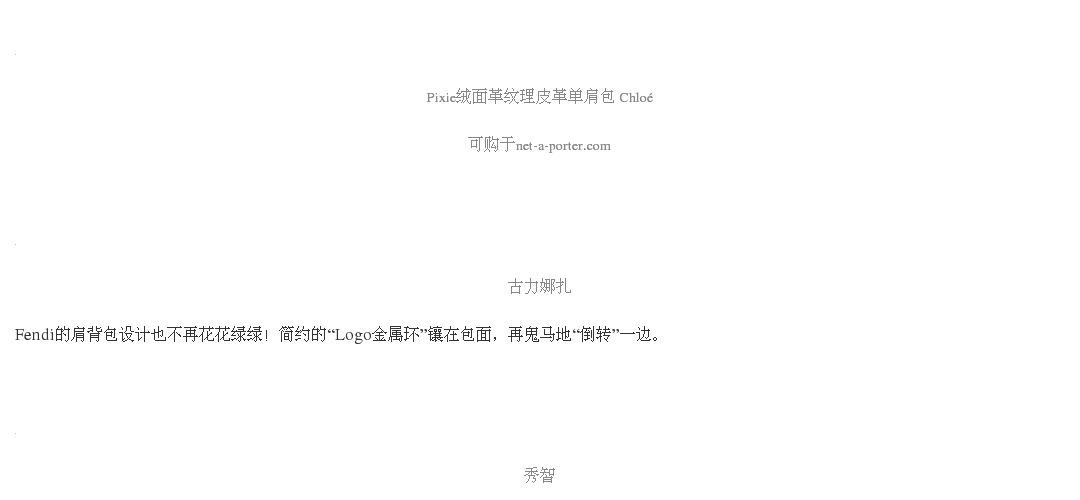 Pixie绒面革纹理皮革单肩包 Chloé
可购于net-a-porter.com
古力娜扎
Fendi的肩背包设计也不再花花绿绿！简约的“Logo金属环”镶在包面，再鬼马地“倒转”一边。
秀智